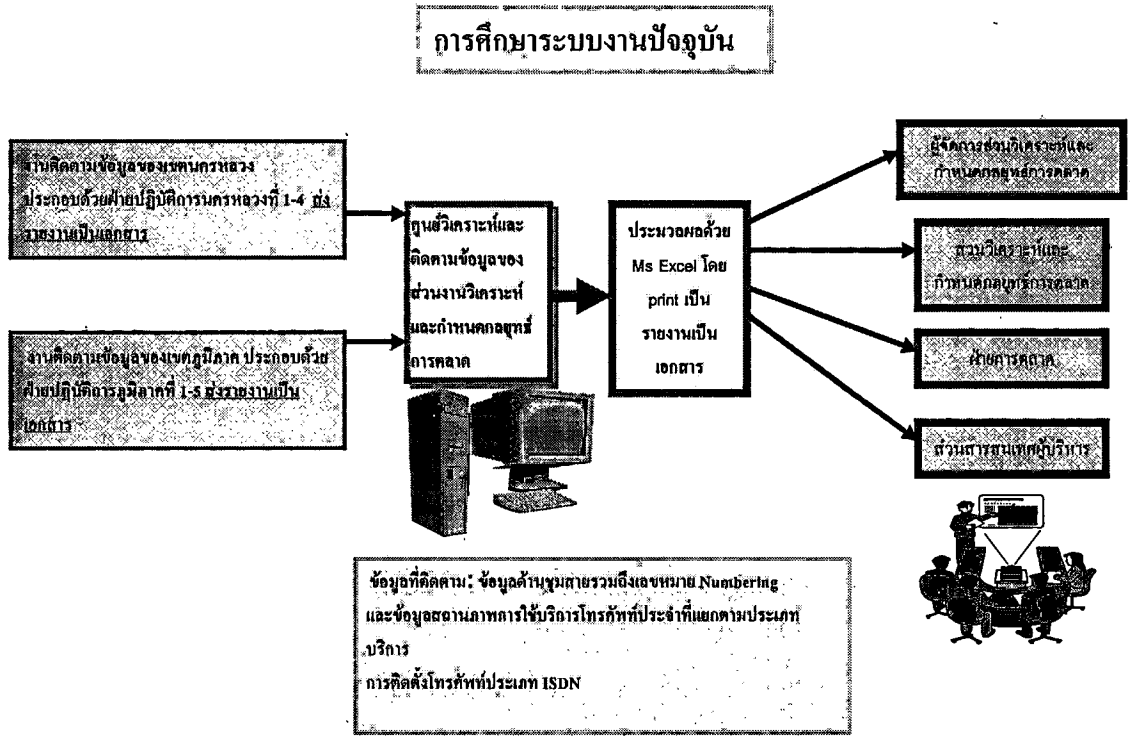 การศึกษาระบบงานปัจจุบัน
งานติดตามข้อมูลของเขตนครหลวง
ประกอบด้วยฝ่ายปฏิบัติการนครหลวงที่ 1-4 ส่ง
รายงานเป็นเอกสาร
งานติดตามข้อมูลของเขตภูมิภาค ประกอบด้วย
ฝ่ายปฏิบัติการภูมิภาคที่ 1-5 ส่งรายงานเป็น
เอกสาร
ศูนย์วิเคราะห์และ
ติดตามข้อมูลของ
ส่วนงานวิเคราะห์
และกำหนดกลยุทธ์
การตลาด
ประมวลผลด้วย
Ms Excel โดย
print เป็น
รายงานเป็น
เอกสาร
ผู้จัดการส่วนวิเคราะห์และ
กำหนดกลยุทธ์การตลาด
ส่วนวิเคราะห์และ
กำหนดกลยุทธ์การตลาด
ฝ่ายการตลาด
ส่วนสารสนเทศผู้บริหาร
ข้อมูลที่ติดตาม: ข้อมูลด้านชุมสายรวมถึงเลขหมาย Numbering
และข้อมูลสถานภาพการใช้บริการโทรศัพท์ประจำที่แยกตามประเภท
บริการ
การติดตั้งโทรศัพท์ประเภท ISDN